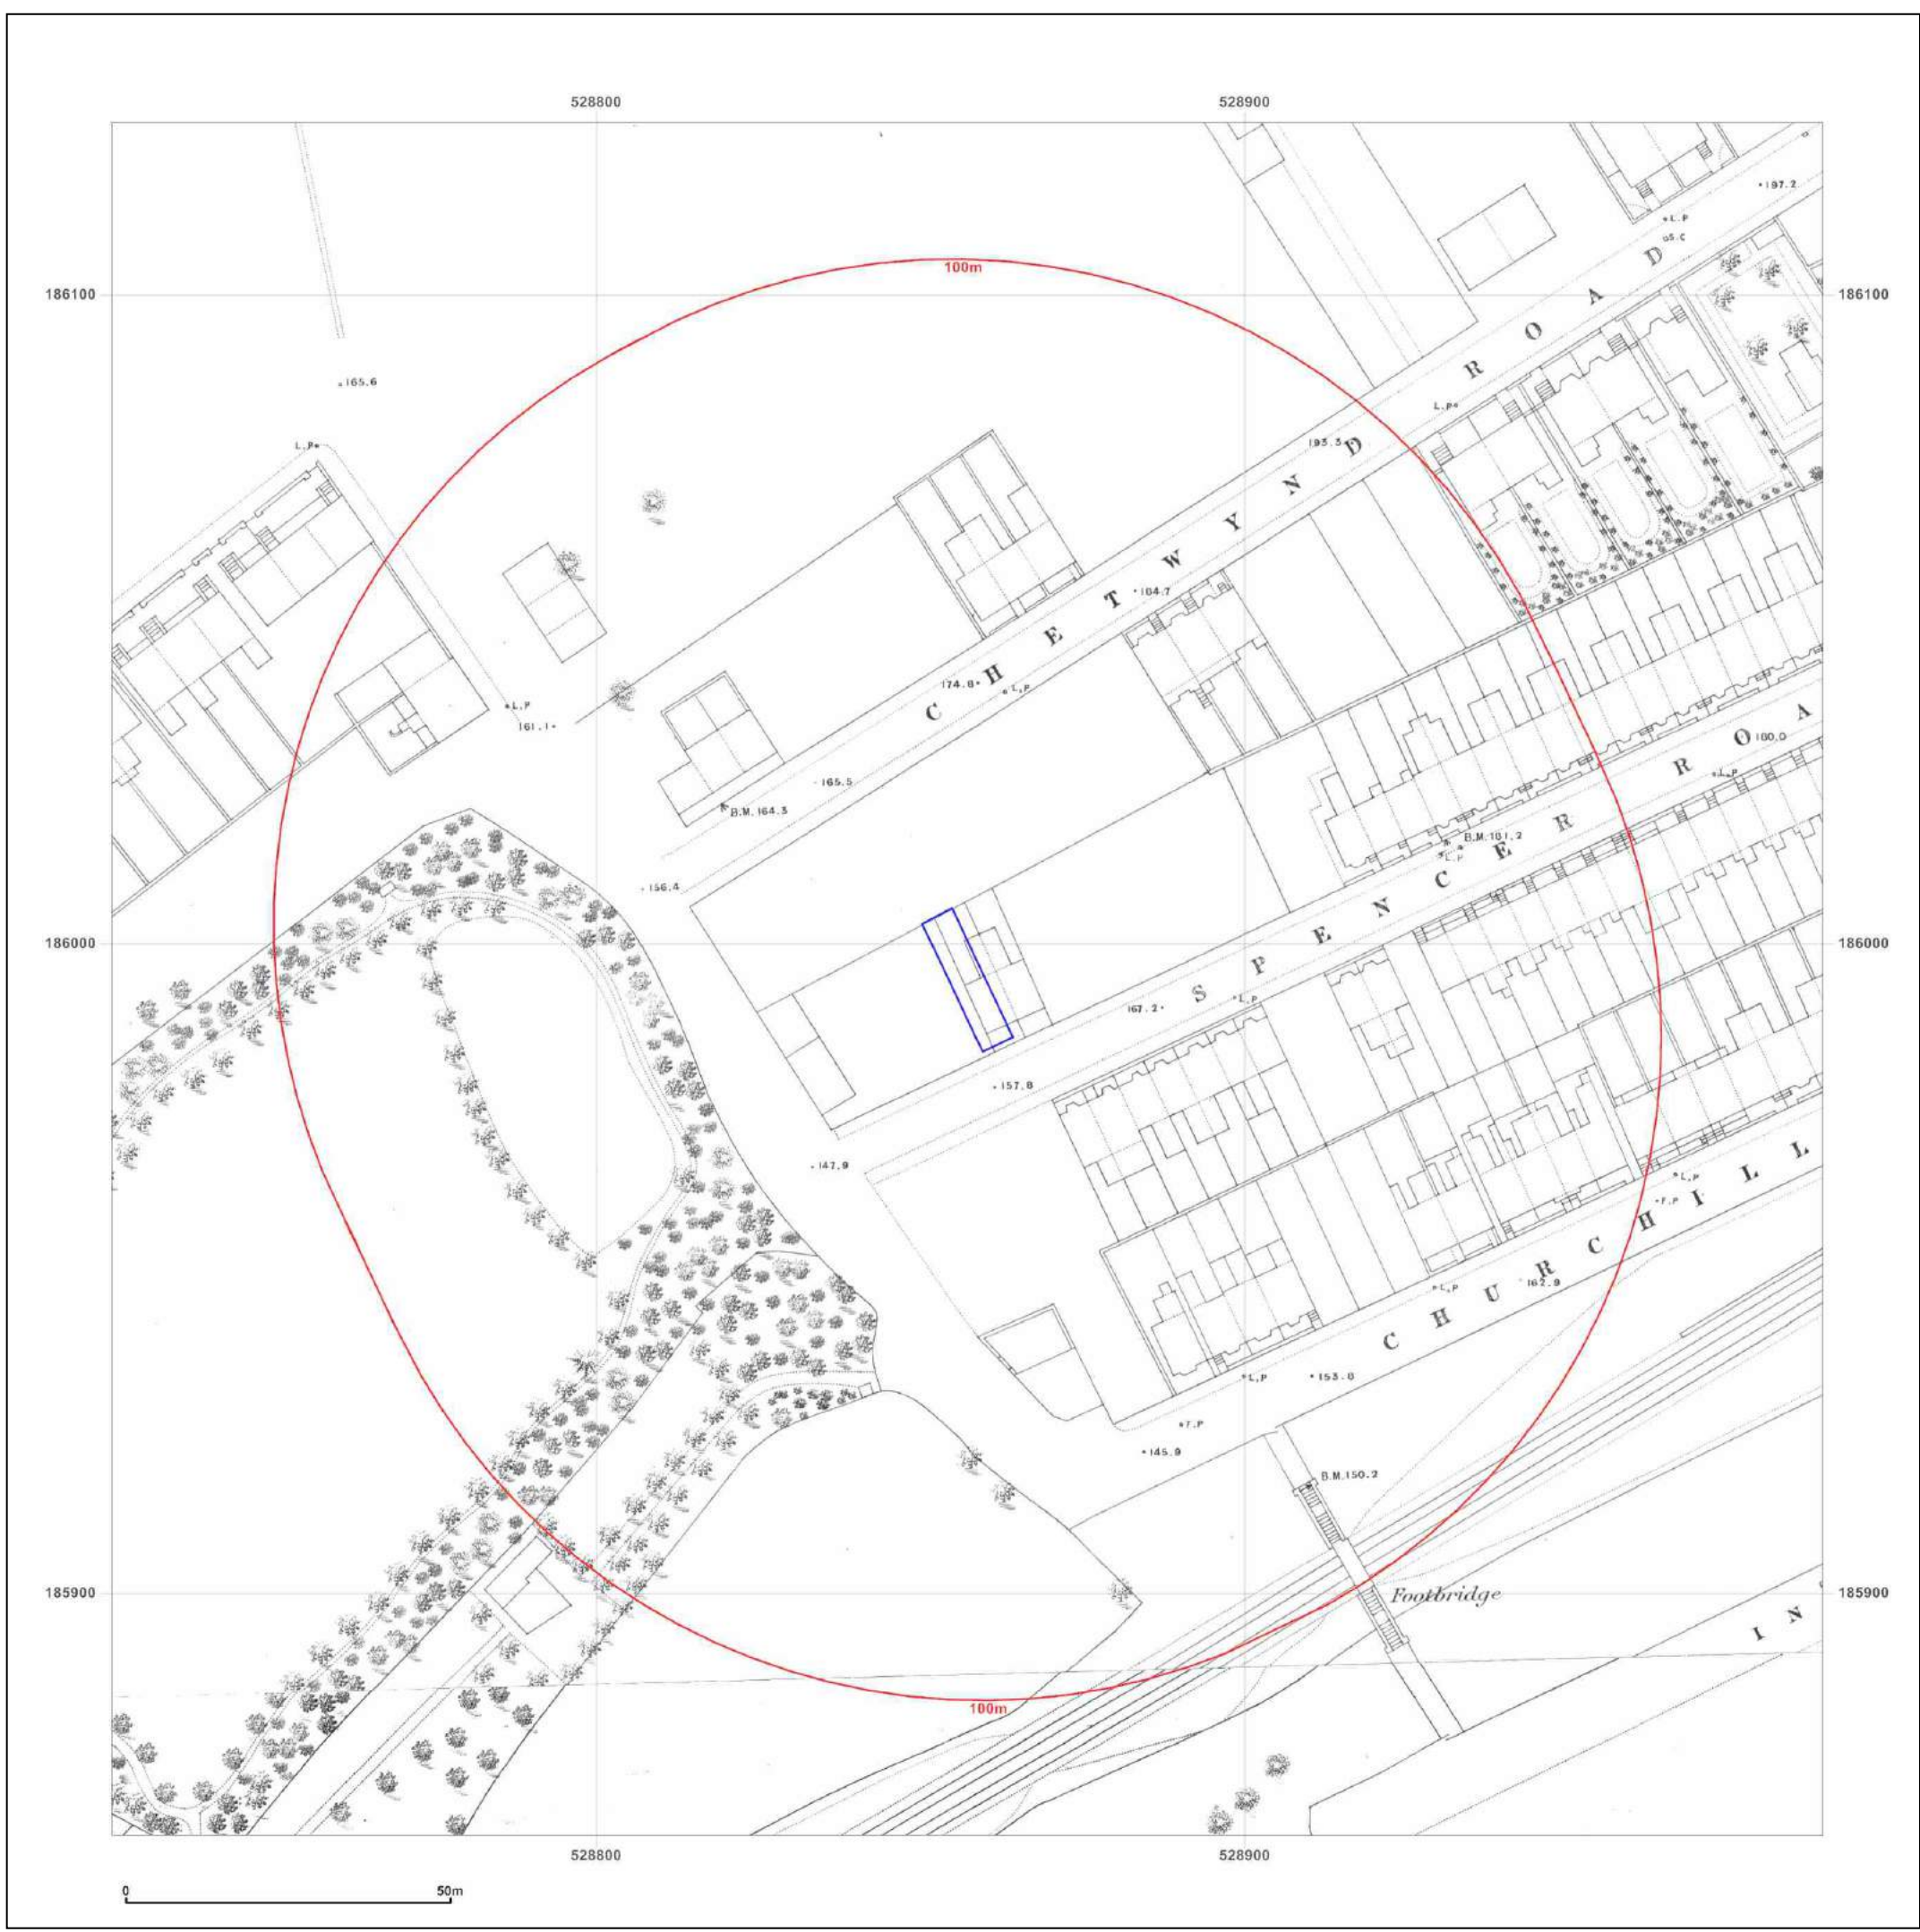 528800 528900
197.2
L.P
S.C
100m
186100 186100
165.6
L.P
L.P
193.3
CHETWYND ROAD
184.7
174.8
L.P
L.P
161.1
165.5
B.M. 164.3
180.0
L.P
B.M. 181.2
L.P
156.4
SPENCER ROA
186000 186000
L.P
167.2
157.8
147.9
L.P
F.P
CHURCHILL
L.P
162.9
L.P
153.8
F.P
145.9
B.M. 150.2
185900 185900
Footbridge
IN
100m
528800 528900
0 50m